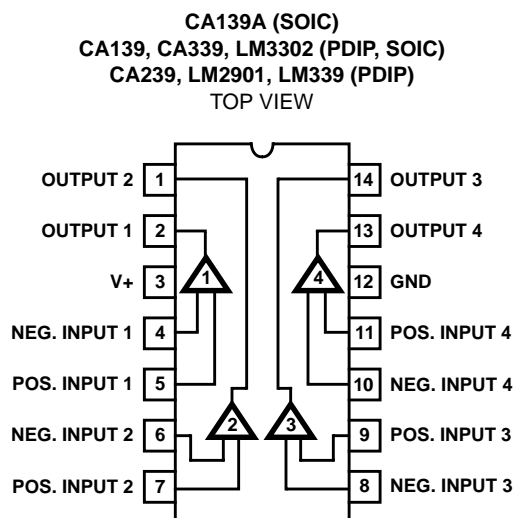 CA139A (SOIC)
CA139, CA339, LM3302 (PDIP, SOIC)
CA239, LM2901, LM339 (PDIP)
TOP VIEW
OUTPUT 2 1 14 OUTPUT 3
OUTPUT 1 2 13 OUTPUT 4
V+ 3 1 4 12 GND
NEG. INPUT 1 4 11 POS. INPUT 4
POS. INPUT 1 5 10 NEG. INPUT 4
NEG. INPUT 2 6 2 3 9 POS. INPUT 3
POS. INPUT 2 7 8 NEG. INPUT 3